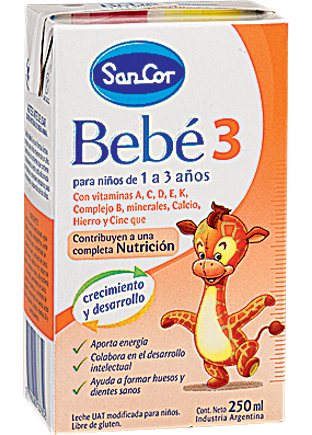 SanCor
Bebé 3
para niños de 1 a 3 años
Con vitaminas A, C, D, E, K,
Complejo B, minerales, Calcio,
Hierro y Cinc que
Contribuyen a una
completa Nutrición
crecimiento
y desarrollo
✓ Aporta energía
✓ Colabora en el desarrollo
intelectual
✓ Ayuda a formar huesos y
dientes sanos
Leche UAT modificada para niños.
Libre de gluten.
Cont. Neto 250 ml
Industria Argentina